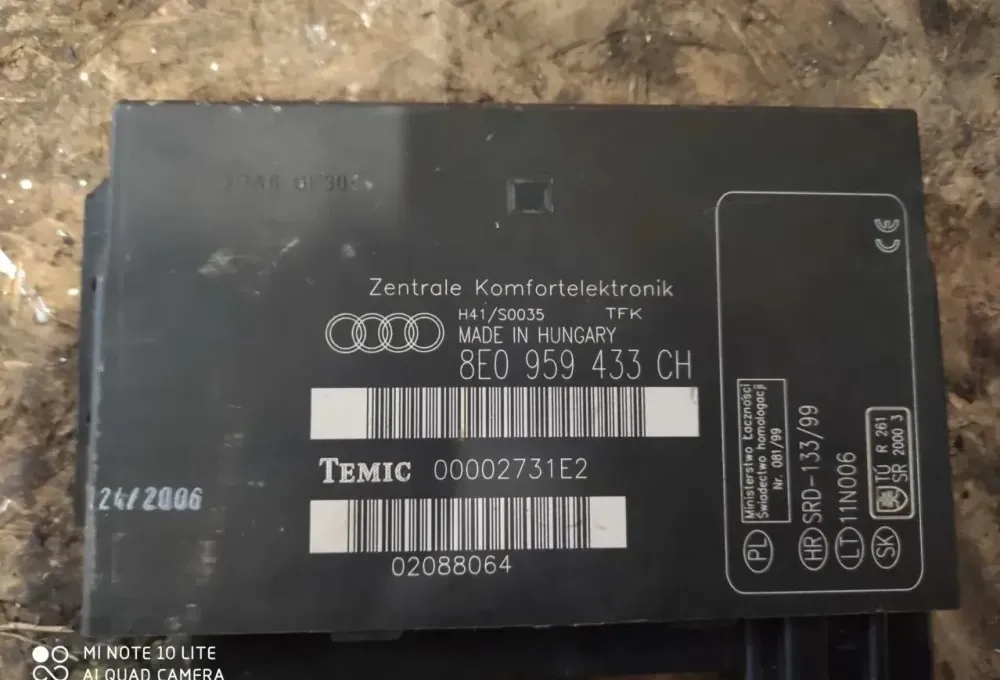 Zentrale Komfortelektronik
H41/S0035 TFK
MADE IN HUNGARY
8E0 959 433 CH
TEMIC 00002731E2
02088064
24/2006
CE
Ministerstwo Łączności
Świadectwo homologacji
Nr. 081/99
PL
HR SRD-133/99
LT 11N006
SK TÚ R 261
SR 2000 3
MI NOTE 10 LITE
AI QUAD CAMERA